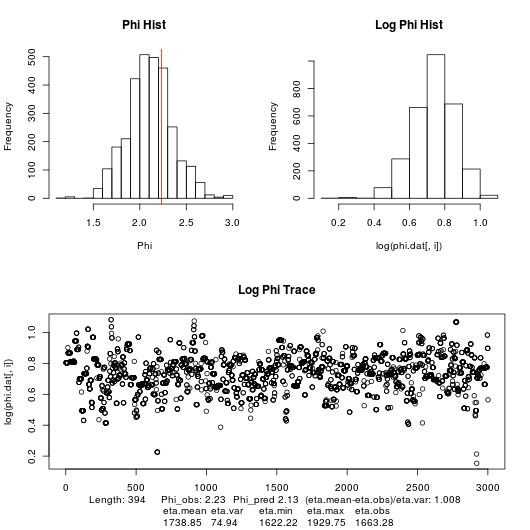 Phi Hist
Log Phi Hist
Frequency
0 100 200 300 400 500
1.5 2.0 2.5 3.0
Phi
Frequency
0 200 400 600 800
0.2 0.4 0.6 0.8 1.0
log(phi.dat[, i])
Log Phi Trace
log(phi.dat[, i])
0.2 0.4 0.6 0.8 1.0
0 500 1000 1500 2000 2500 3000
Length: 394 Phi_obs: 2.23 Phi_pred 2.13 (eta.mean-eta.obs)/eta.var: 1.008
eta.mean eta.var eta.min eta.max eta.obs
1738.85 74.94 1622.22 1929.75 1663.28